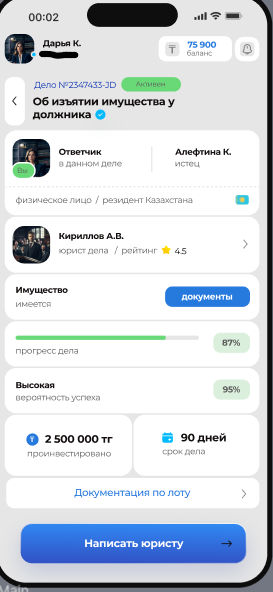 00:02
Дарья К.
₸ 75 900
баланс
Дело №2347433-JD Активен
Об изъятии имущества у
должника
Ответчик
в данном деле
Вы
Алефтина К.
истец
физическое лицо / резидент Казахстана
Кириллов А.В.
юрист дела / рейтинг 4.5
Имущество
имеется
документы
87%
прогресс дела
Высокая
вероятность успеха
95%
2 500 000 тг
проинвестировано
90 дней
срок дела
Документация по лоту
Написать юристу
Main